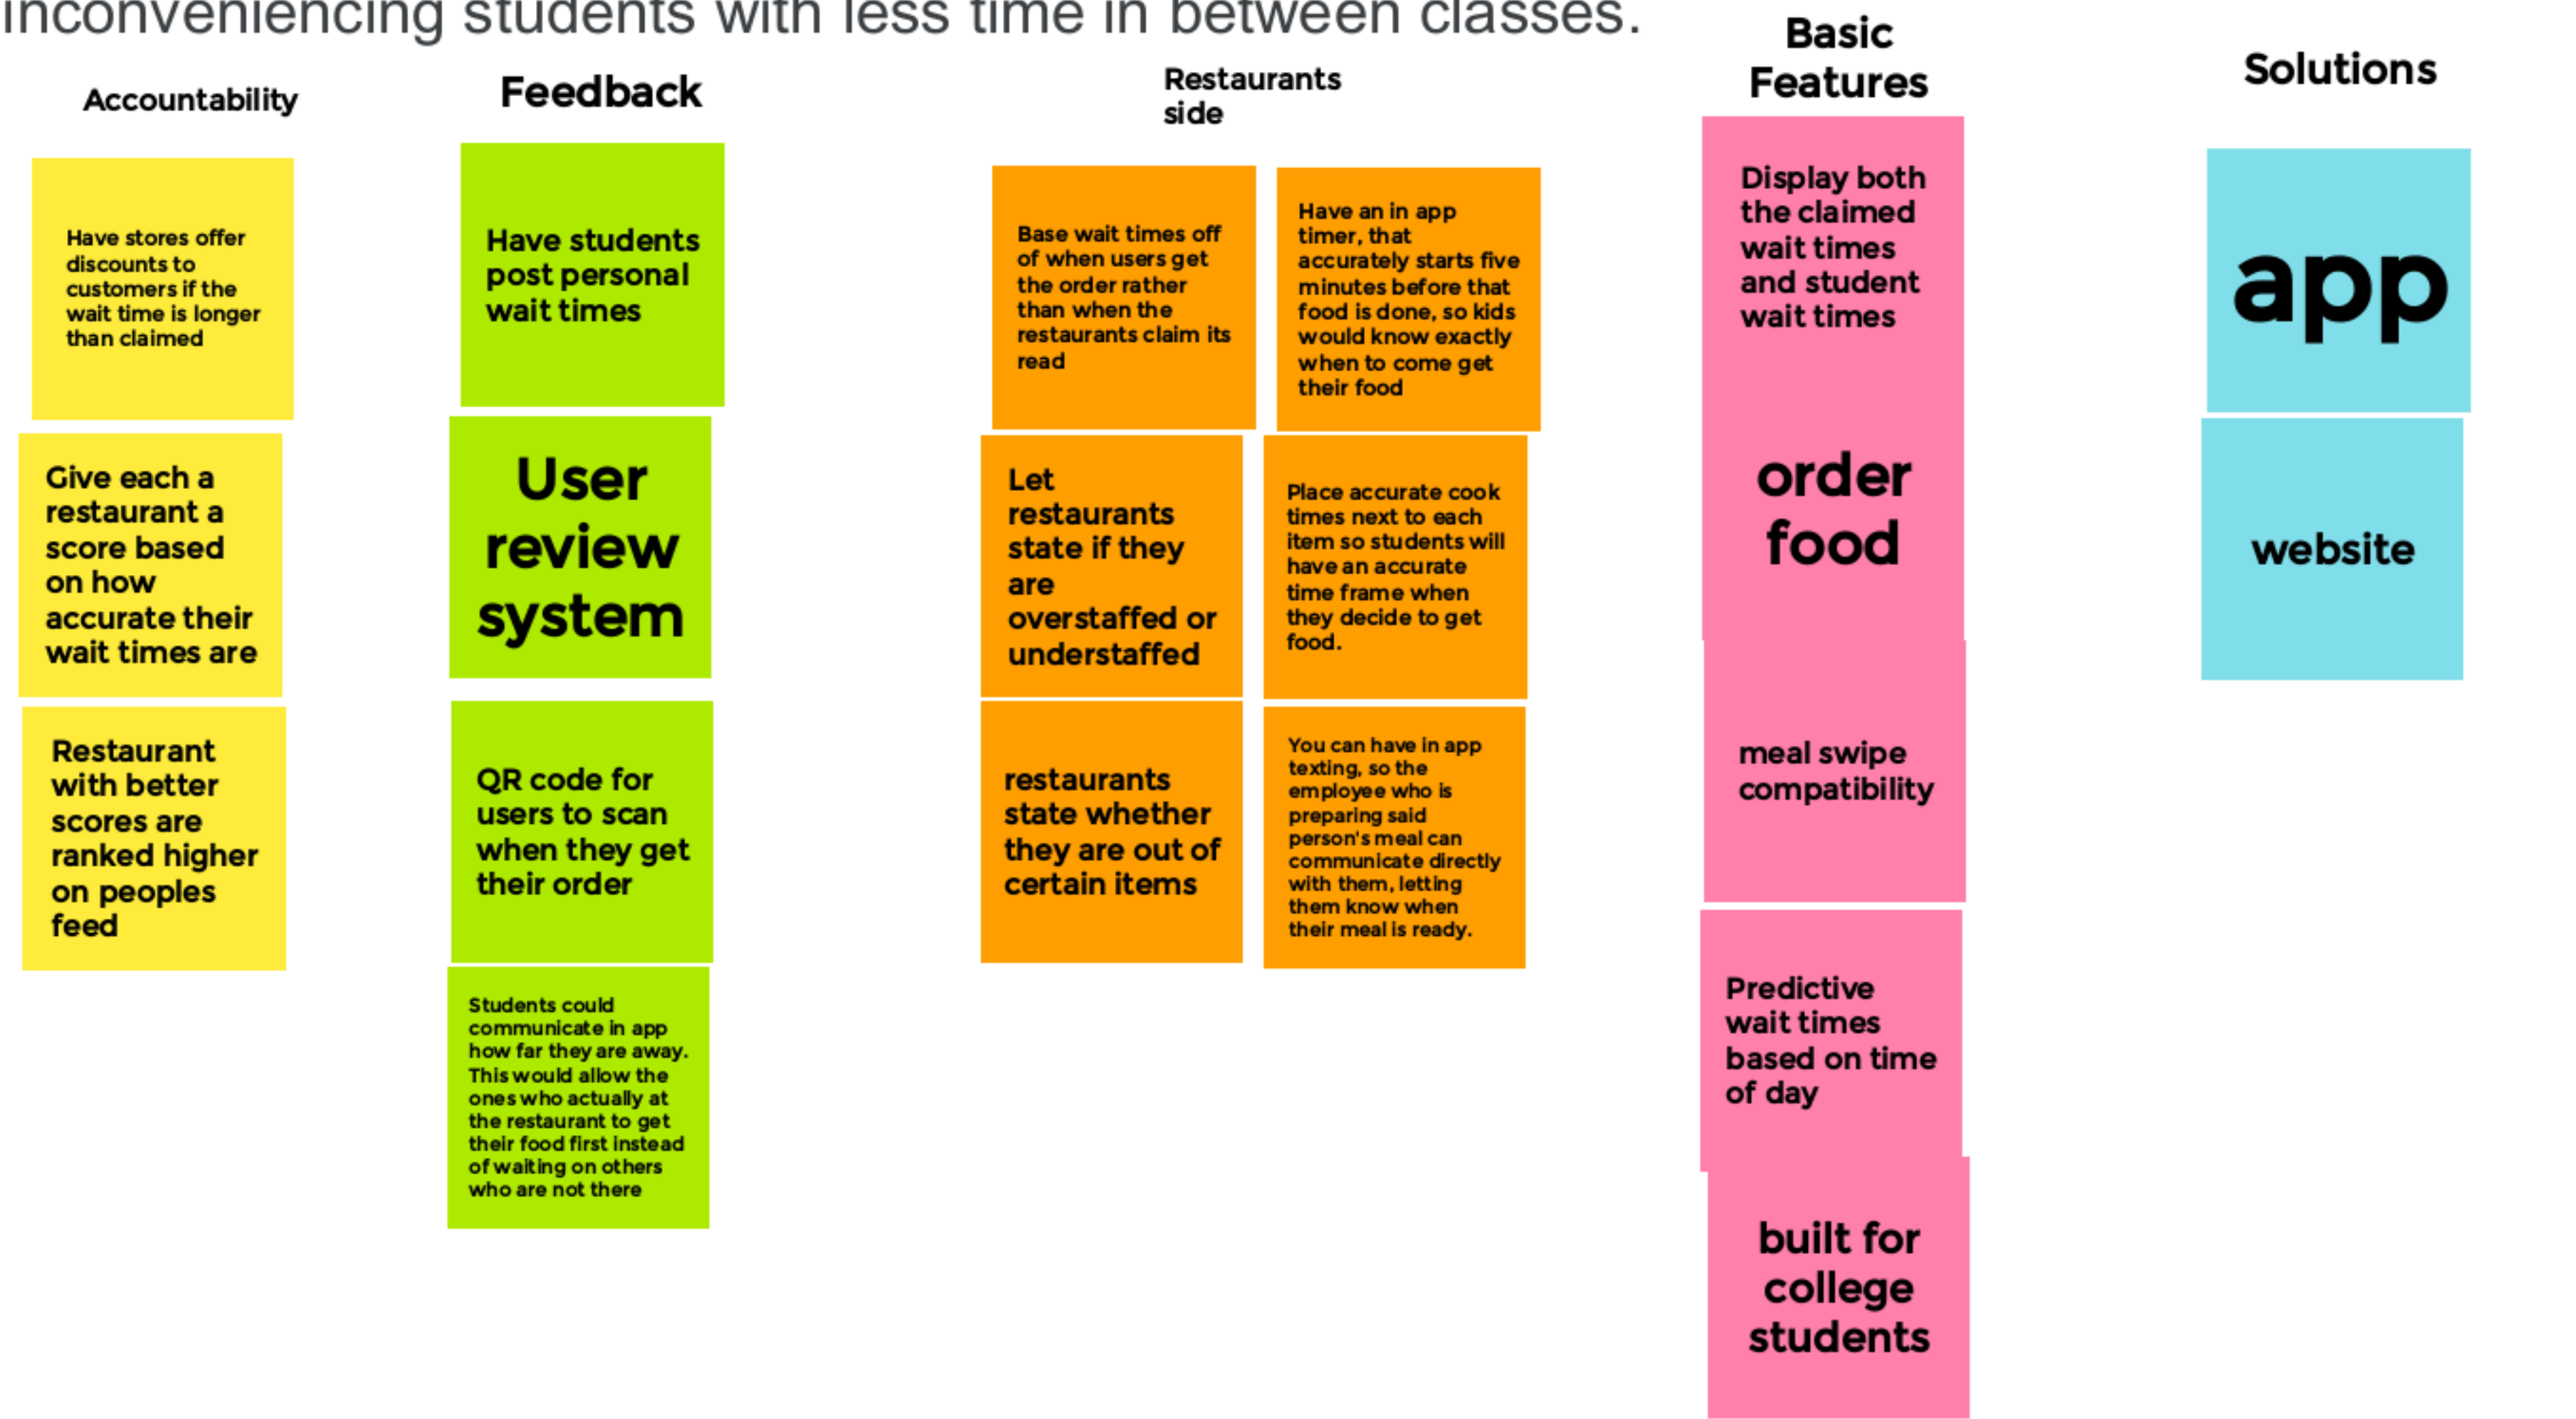 inconveniencing students with less time in between classes.
Accountability
Have stores offer
discounts to
customers if the
wait time is longer
than claimed
Give each a
restaurant a
score based
on how
accurate their
wait times are
Restaurant
with better
scores are
ranked higher
on peoples
feed
Feedback
Have students
post personal
wait times
User
review
system
QR code for
users to scan
when they get
their order
Students could
communicate in app
how far they are away.
This would allow the
ones who actually at
the restaurant to get
their food first instead
of waiting on others
who are not there
Restaurants
side
Base wait times off
of when users get
the order rather
than when the
restaurants claim its
read
Have an in app
timer, that
accurately starts five
minutes before that
food is done, so kids
would know exactly
when to come get
their food
Let
restaurants
state if they
are
overstaffed or
understaffed
Place accurate cook
times next to each
item so students will
have an accurate
time frame when
they decide to get
food.
restaurants
state whether
they are out of
certain items
You can have in app
texting, so the
employee who is
preparing said
person's meal can
communicate directly
with them, letting
them know when
their meal is ready.
Basic
Features
Display both
the claimed
wait times
and student
wait times
order
food
meal swipe
compatibility
Predictive
wait times
based on time
of day
built for
college
students
Solutions
app
website